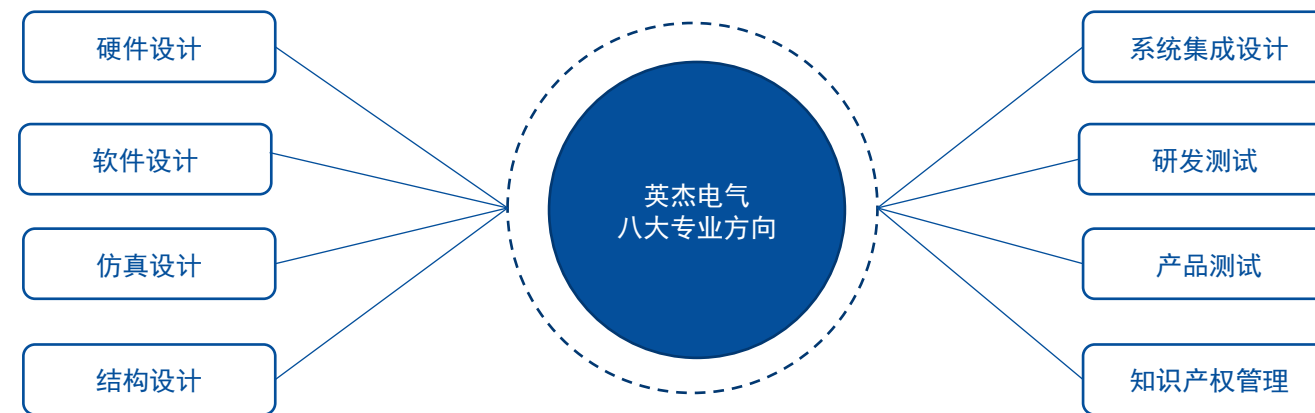 硬件设计
软件设计
仿真设计
结构设计
英杰电气
八大专业方向
系统集成设计
研发测试
产品测试
知识产权管理